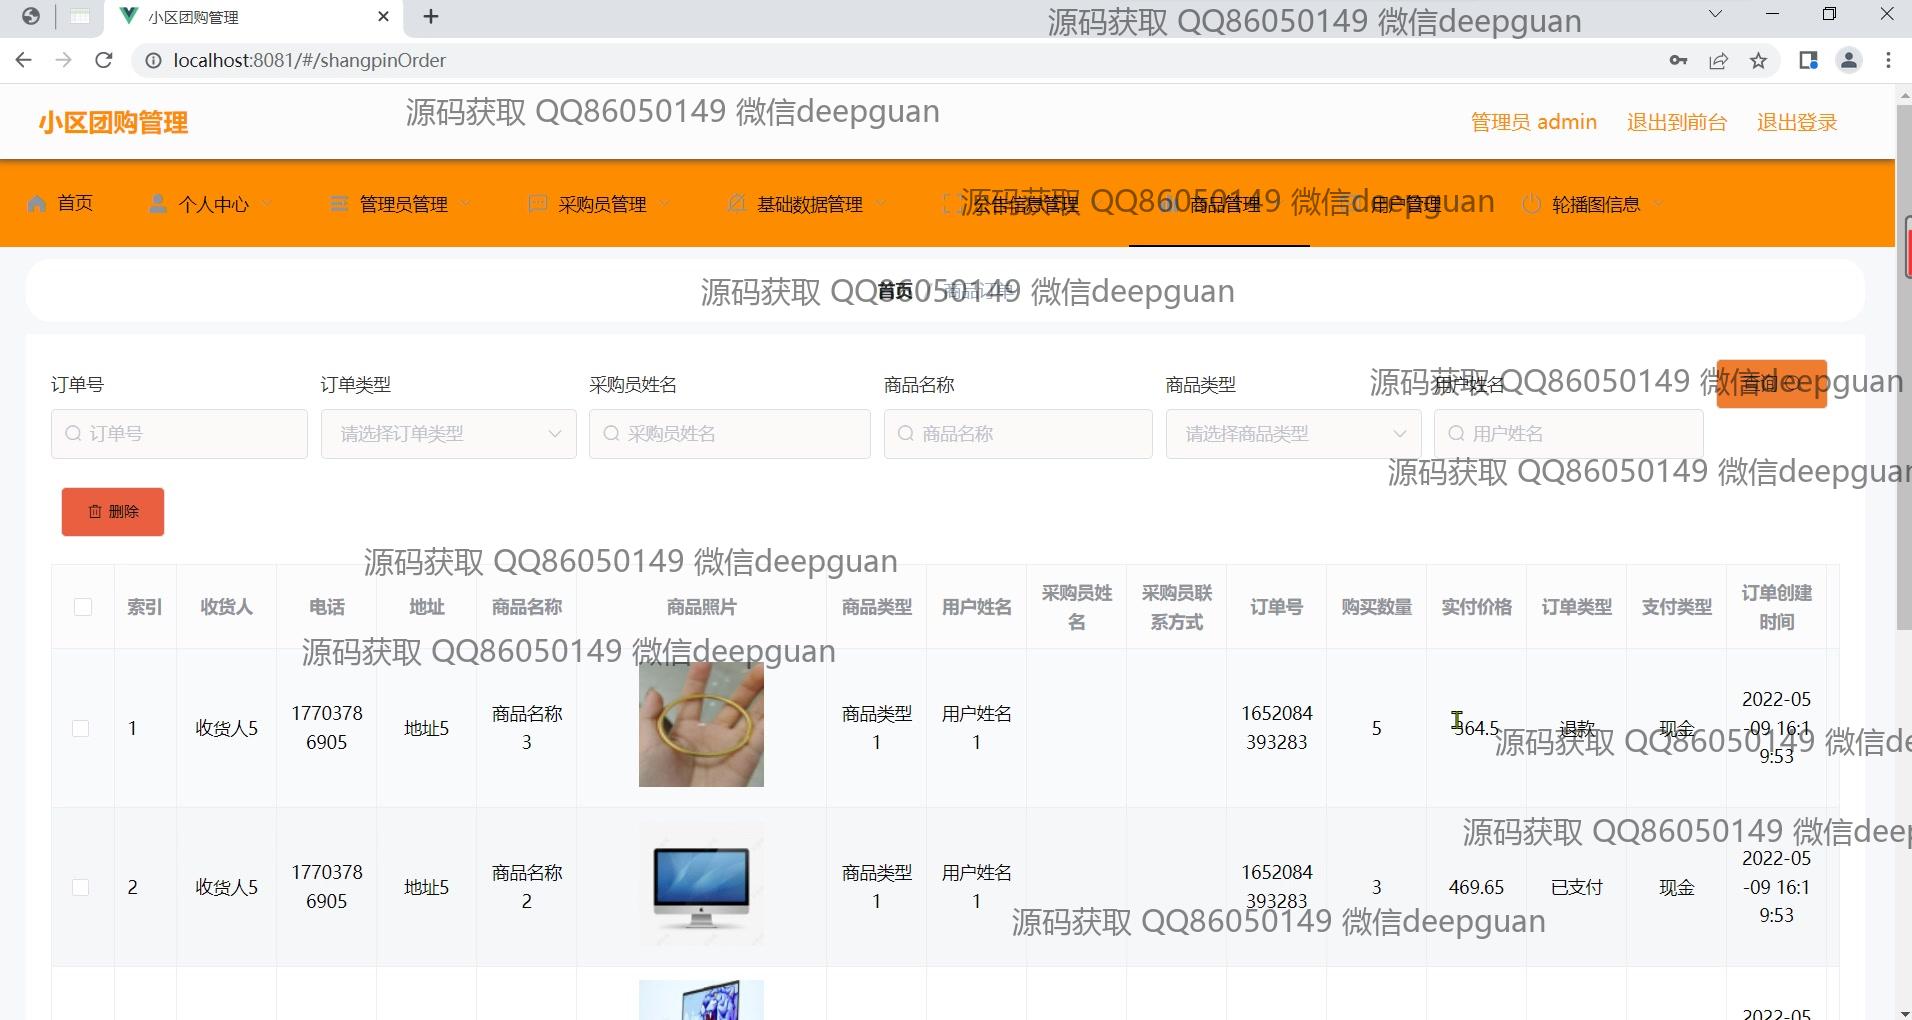 小区团购管理
源码获取 QQ86050149 微信deepguan
localhost:8081/#/shangpinOrder
小区团购管理
源码获取 QQ86050149 微信deepguan
管理员 admin
退出到前台
退出登录
首页
个人中心
管理员管理
采购员管理
基础数据管理
公告信息管理
商品管理
用户管理
轮播图信息
源码获取 QQ86050149 微信deepguan
首页
商品订单
源码获取 QQ86050149 微信deepguan
订单号
订单类型
采购员姓名
商品名称
商品类型
用户姓名
查询
源码获取 QQ86050149 微信deepguan
订单号
请选择订单类型
采购员姓名
商品名称
请选择商品类型
用户姓名
源码获取 QQ86050149 微信deepguan
删除
源码获取 QQ86050149 微信deepguan
索引
收货人
电话
地址
商品名称
商品照片
商品类型
用户姓名
采购员姓
名
采购员联
系方式
订单号
购买数量
实付价格
订单类型
支付类型
订单创建
时间
源码获取 QQ86050149 微信deepguan
1
收货人5
1770378
6905
地址5
商品名称
3
商品类型
1
用户姓名
1
1652084
393283
5
364.5
退款
现金
2022-05
-09 16:1
9:53
源码获取 QQ86050149 微信de
源码获取 QQ86050149 微信deep
2
收货人5
1770378
6905
地址5
商品名称
2
商品类型
1
用户姓名
1
1652084
393283
3
469.65
已支付
现金
2022-05
-09 16:1
9:53
源码获取 QQ86050149 微信deepguan
2022-05